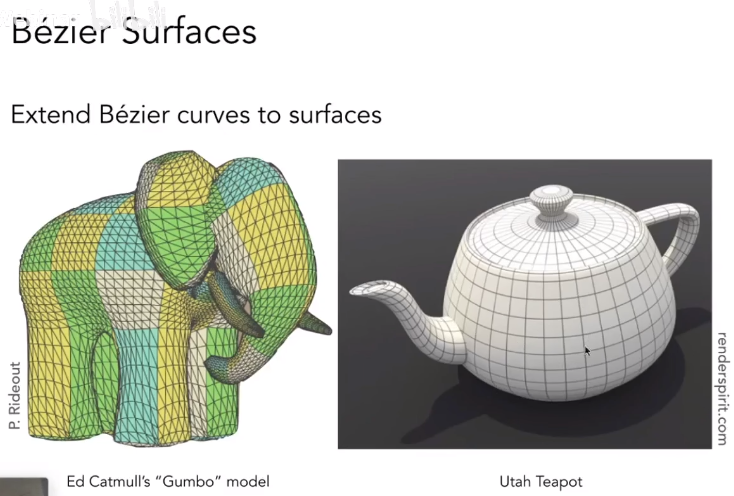 Bézier Surfaces
Extend Bézier curves to surfaces
P. Rideout
renderspirit.com
Ed Catmull's "Gumbo" model
Utah Teapot